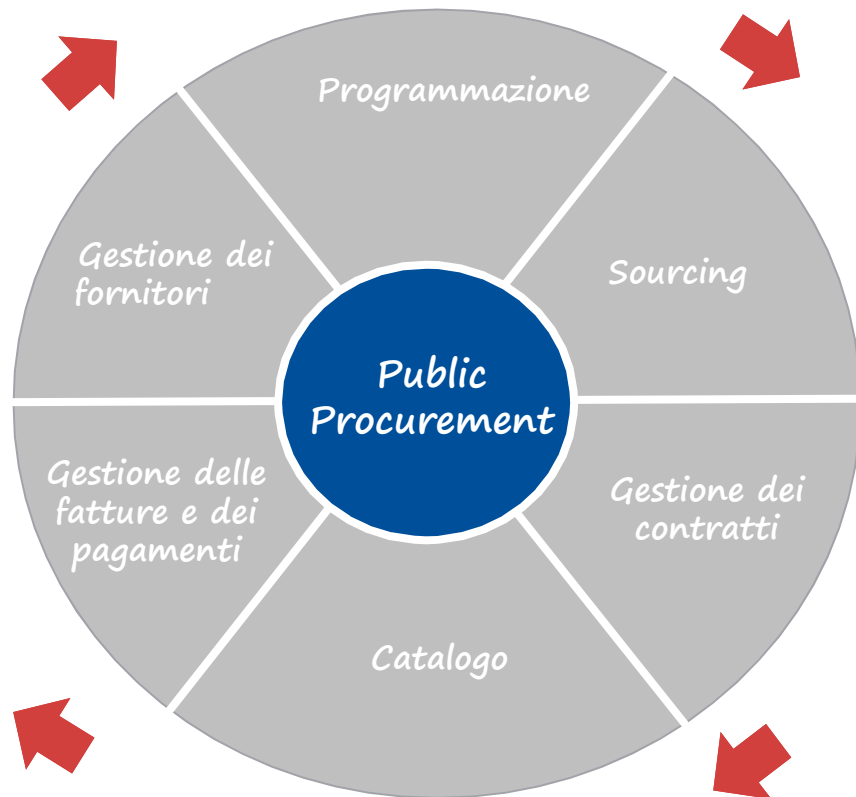 Programmazione
Sourcing
Gestione dei
contratti
Catalogo
Gestione delle
fatture e dei
pagamenti
Gestione dei
fornitori
Public
Procurement